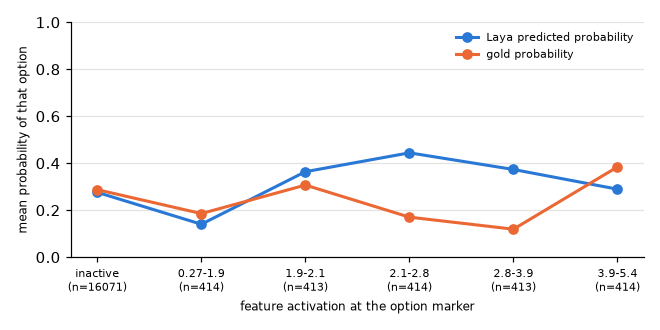 1.0
0.8
0.6
0.4
0.2
0.0
mean probability of that option
Laya predicted probability
gold probability
inactive
(n=16071)
0.27-1.9
(n=414)
1.9-2.1
(n=413)
2.1-2.8
(n=414)
2.8-3.9
(n=413)
3.9-5.4
(n=414)
feature activation at the option marker